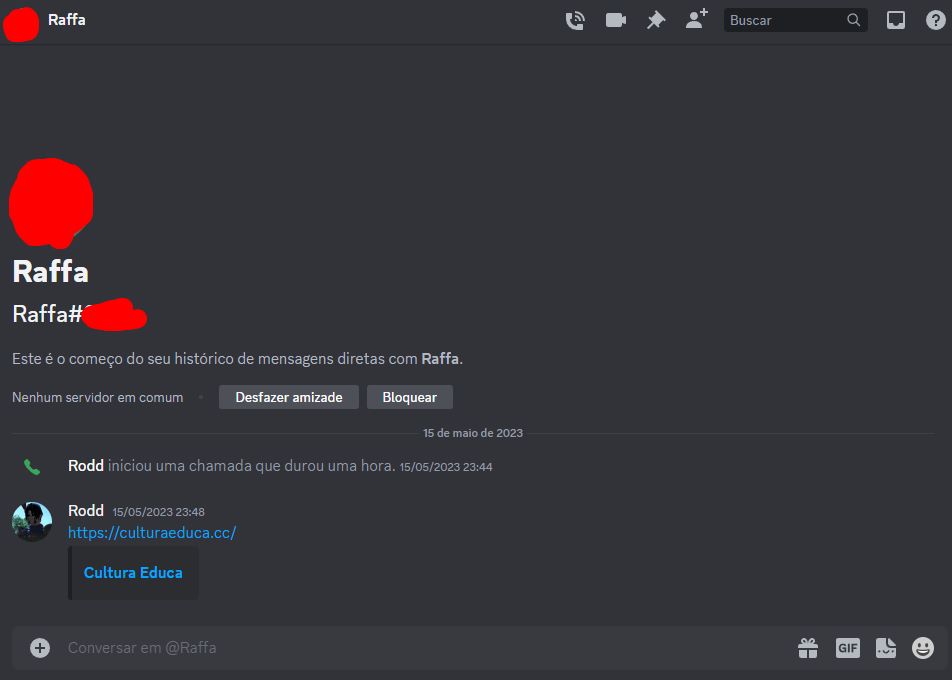 Raffa
Buscar
Raffa
Raffa#
Este é o começo do seu histórico de mensagens diretas com Raffa.
Nenhum servidor em comum
Desfazer amizade
Bloquear
15 de maio de 2023
Rodd iniciou uma chamada que durou uma hora. 15/05/2023 23:44
Rodd 15/05/2023 23:48
https://culturaeduca.cc/
Cultura Educa
Conversar em @Raffa
GIF